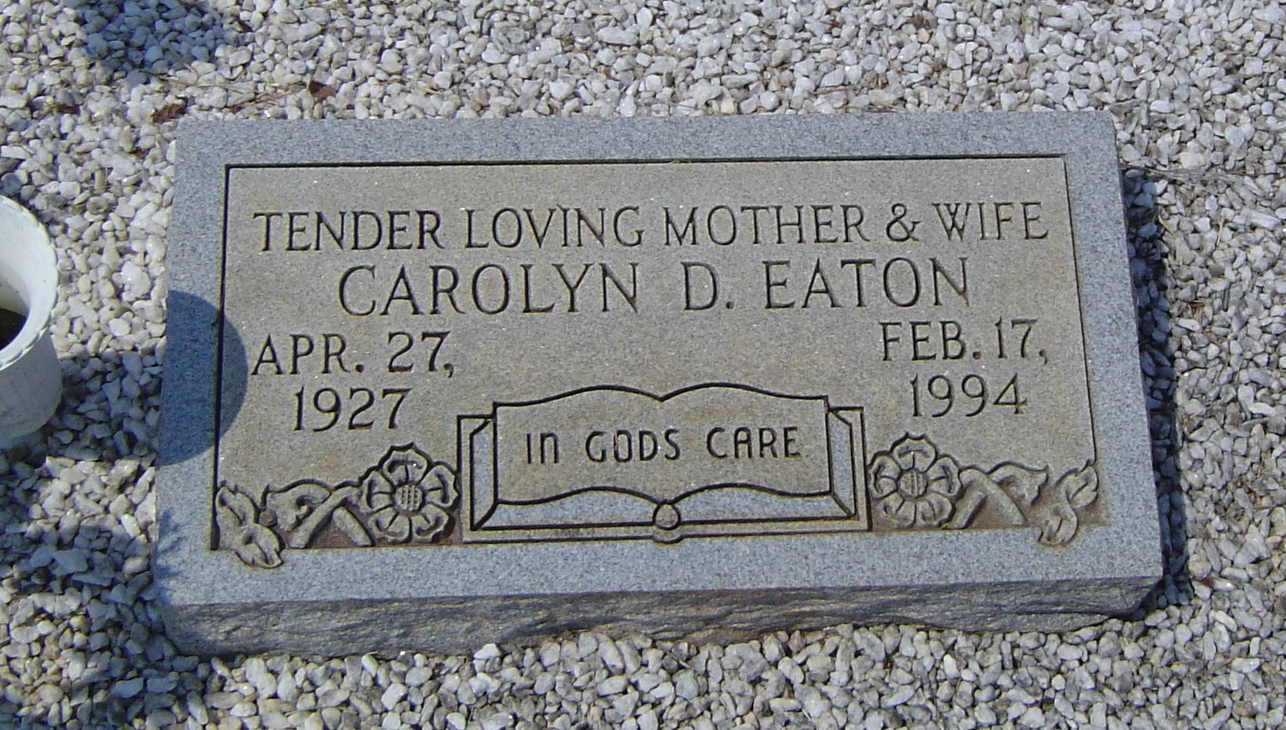 TENDER LOVING MOTHER & WIFE
CAROLYN D. EATON
APR. 27,
1927
FEB. 17,
1994
IN GODS CARE